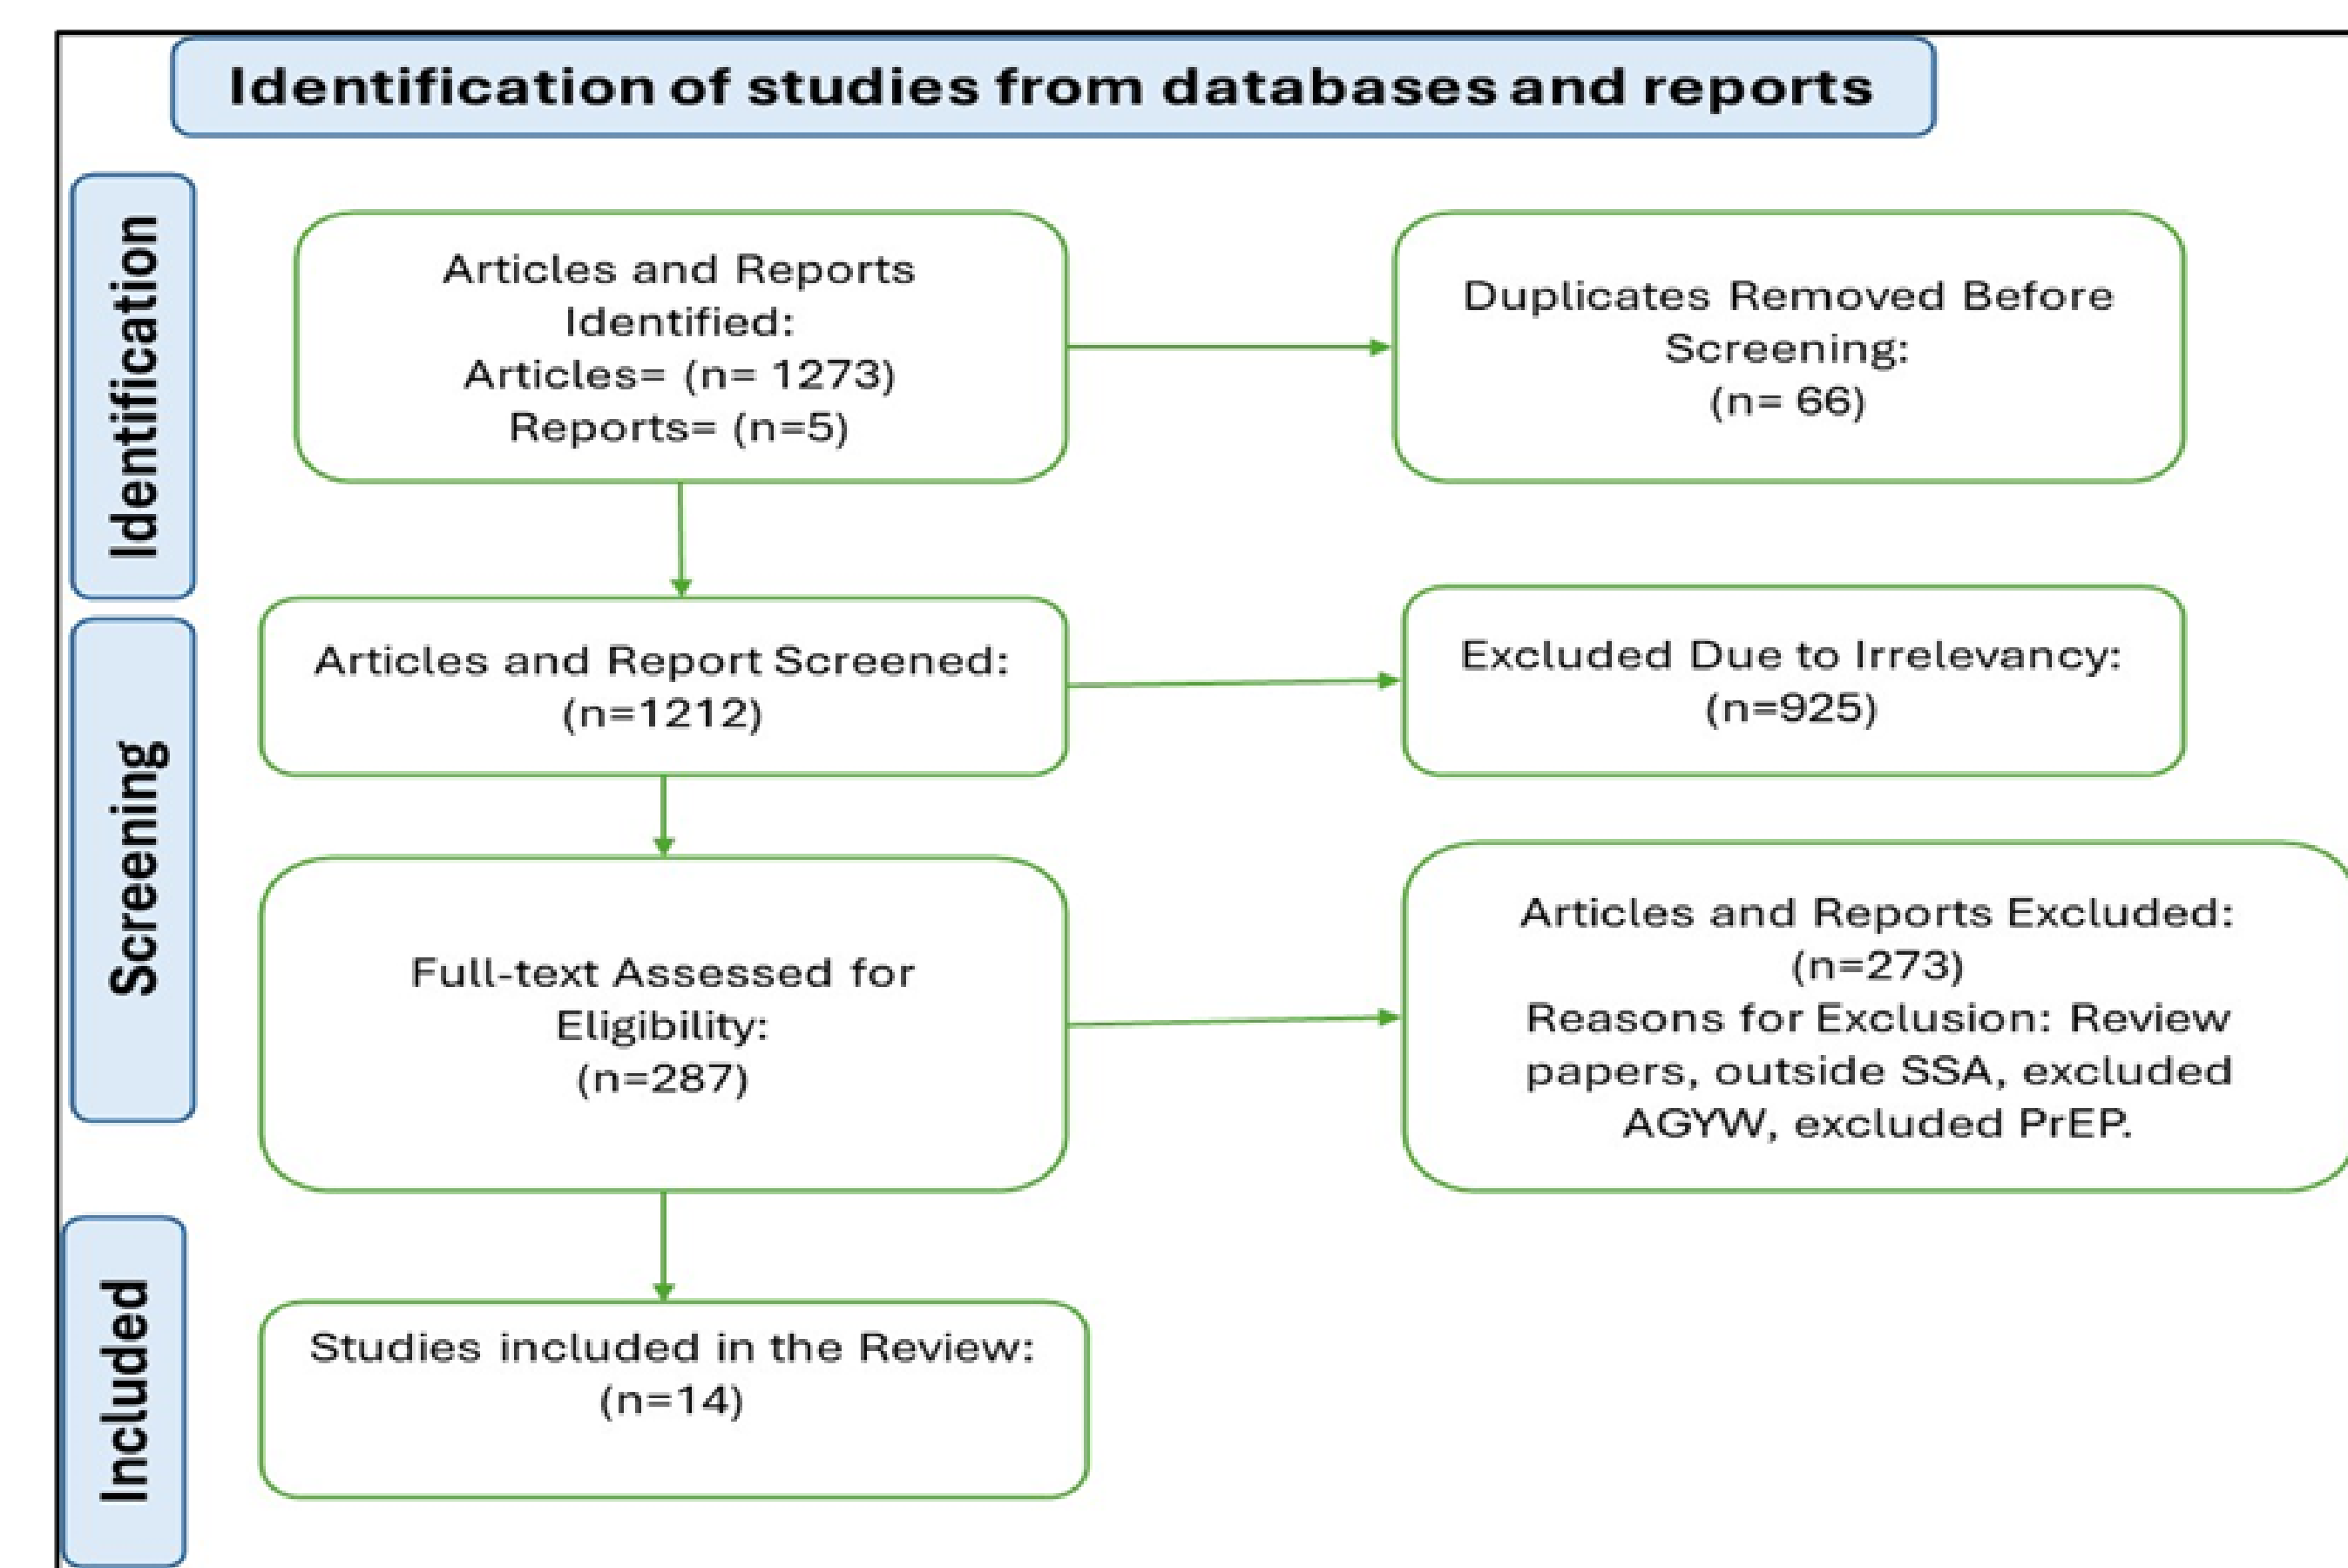 Identification of studies from databases and reports
Identification
Articles and Reports
Identified:
Articles= (n= 1273)
Reports= (n=5)
Duplicates Removed Before
Screening:
(n= 66)
Screening
Articles and Report Screened:
(n=1212)
Excluded Due to Irrelevancy:
(n=925)
Full-text Assessed for
Eligibility:
(n=287)
Articles and Reports Excluded:
(n=273)
Reasons for Exclusion: Review
papers, outside SSA, excluded
AGYW, excluded PrEP.
Included
Studies included in the Review:
(n=14)